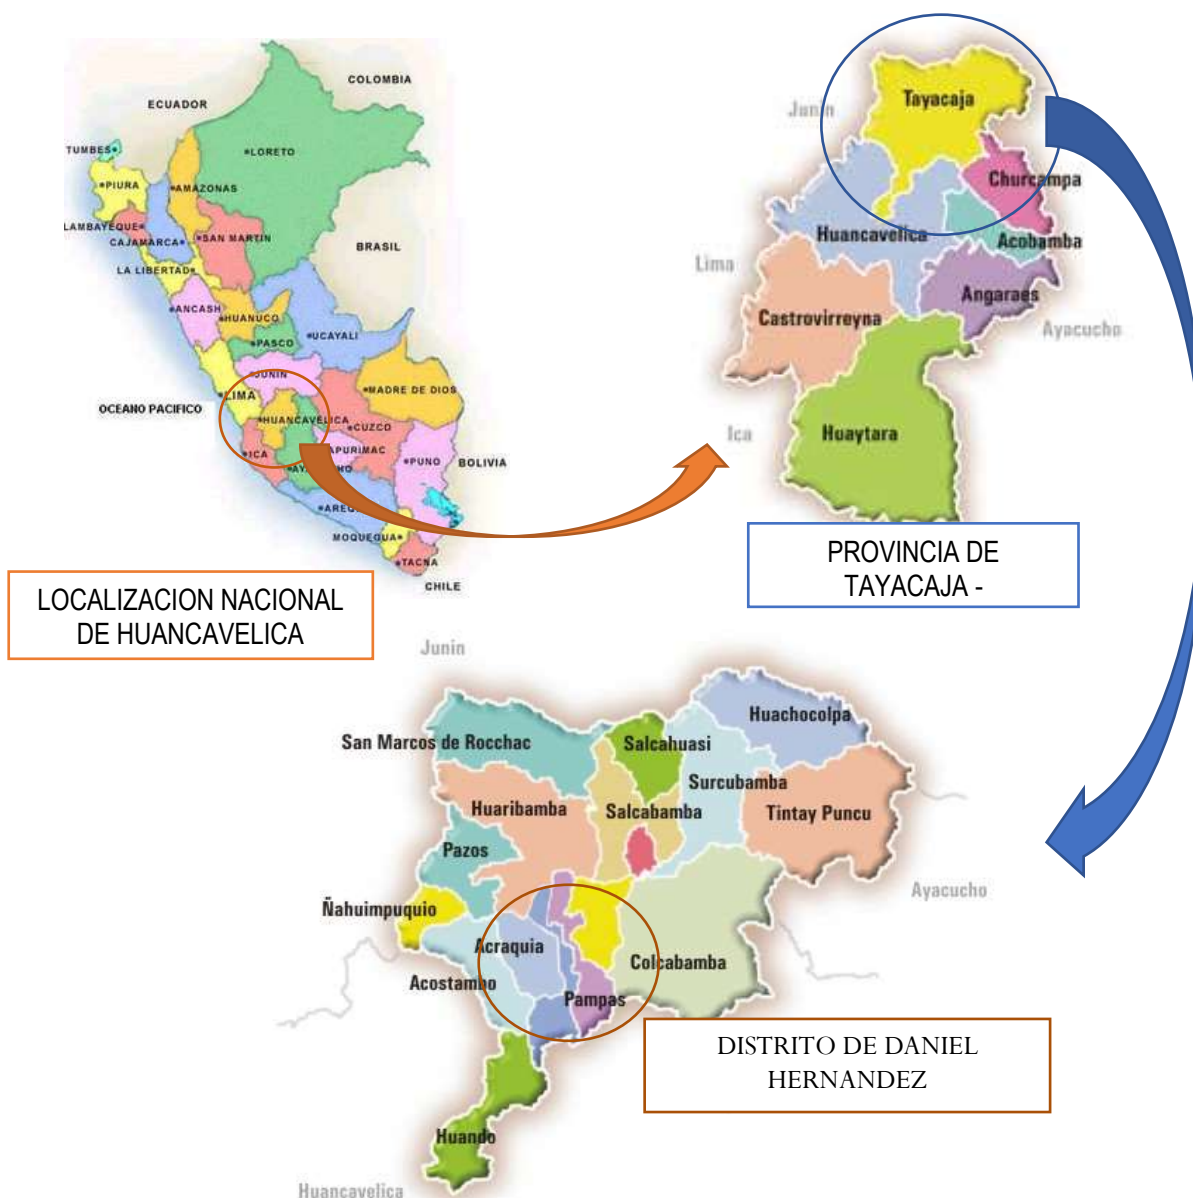 COLOMBIA
ECUADOR
TUMBES
LORETO
PIURA
AMAZONAS
LAMBAYEQUE
CAJAMARCA
SAN MARTIN
BRASIL
LA LIBERTAD
ANCASH
HUANUCO
UCAYALI
PASCO
JUNIN
LIMA
MADRE DE DIOS
OCEANO PACIFICO
HUANCAVELICA
CUZCO
ICA
APURIMAC
PUNO
BOLIVIA
MOQUEGUA
TACNA
CHILE
LOCALIZACION NACIONAL
DE HUANCAVELICA
Tayacaja
Junin
Churcampa
Huancavelica
Acobamba
Lima
Angaraes
Castrovirreyna
Ayacucho
Ica
Huaytara
PROVINCIA DE
TAYACAJA -
Junin
Huachocolpa
San Marcos de Rocchac
Salcahuasi
Surcubamba
Huaribamba
Salcabamba
Tintay Puncu
Pazos
Ayacucho
Ñahuimpuquio
Acraquia
Colcabamba
Acostambo
Pampas
DISTRITO DE DANIEL
HERNANDEZ
Huando
Huancavelica